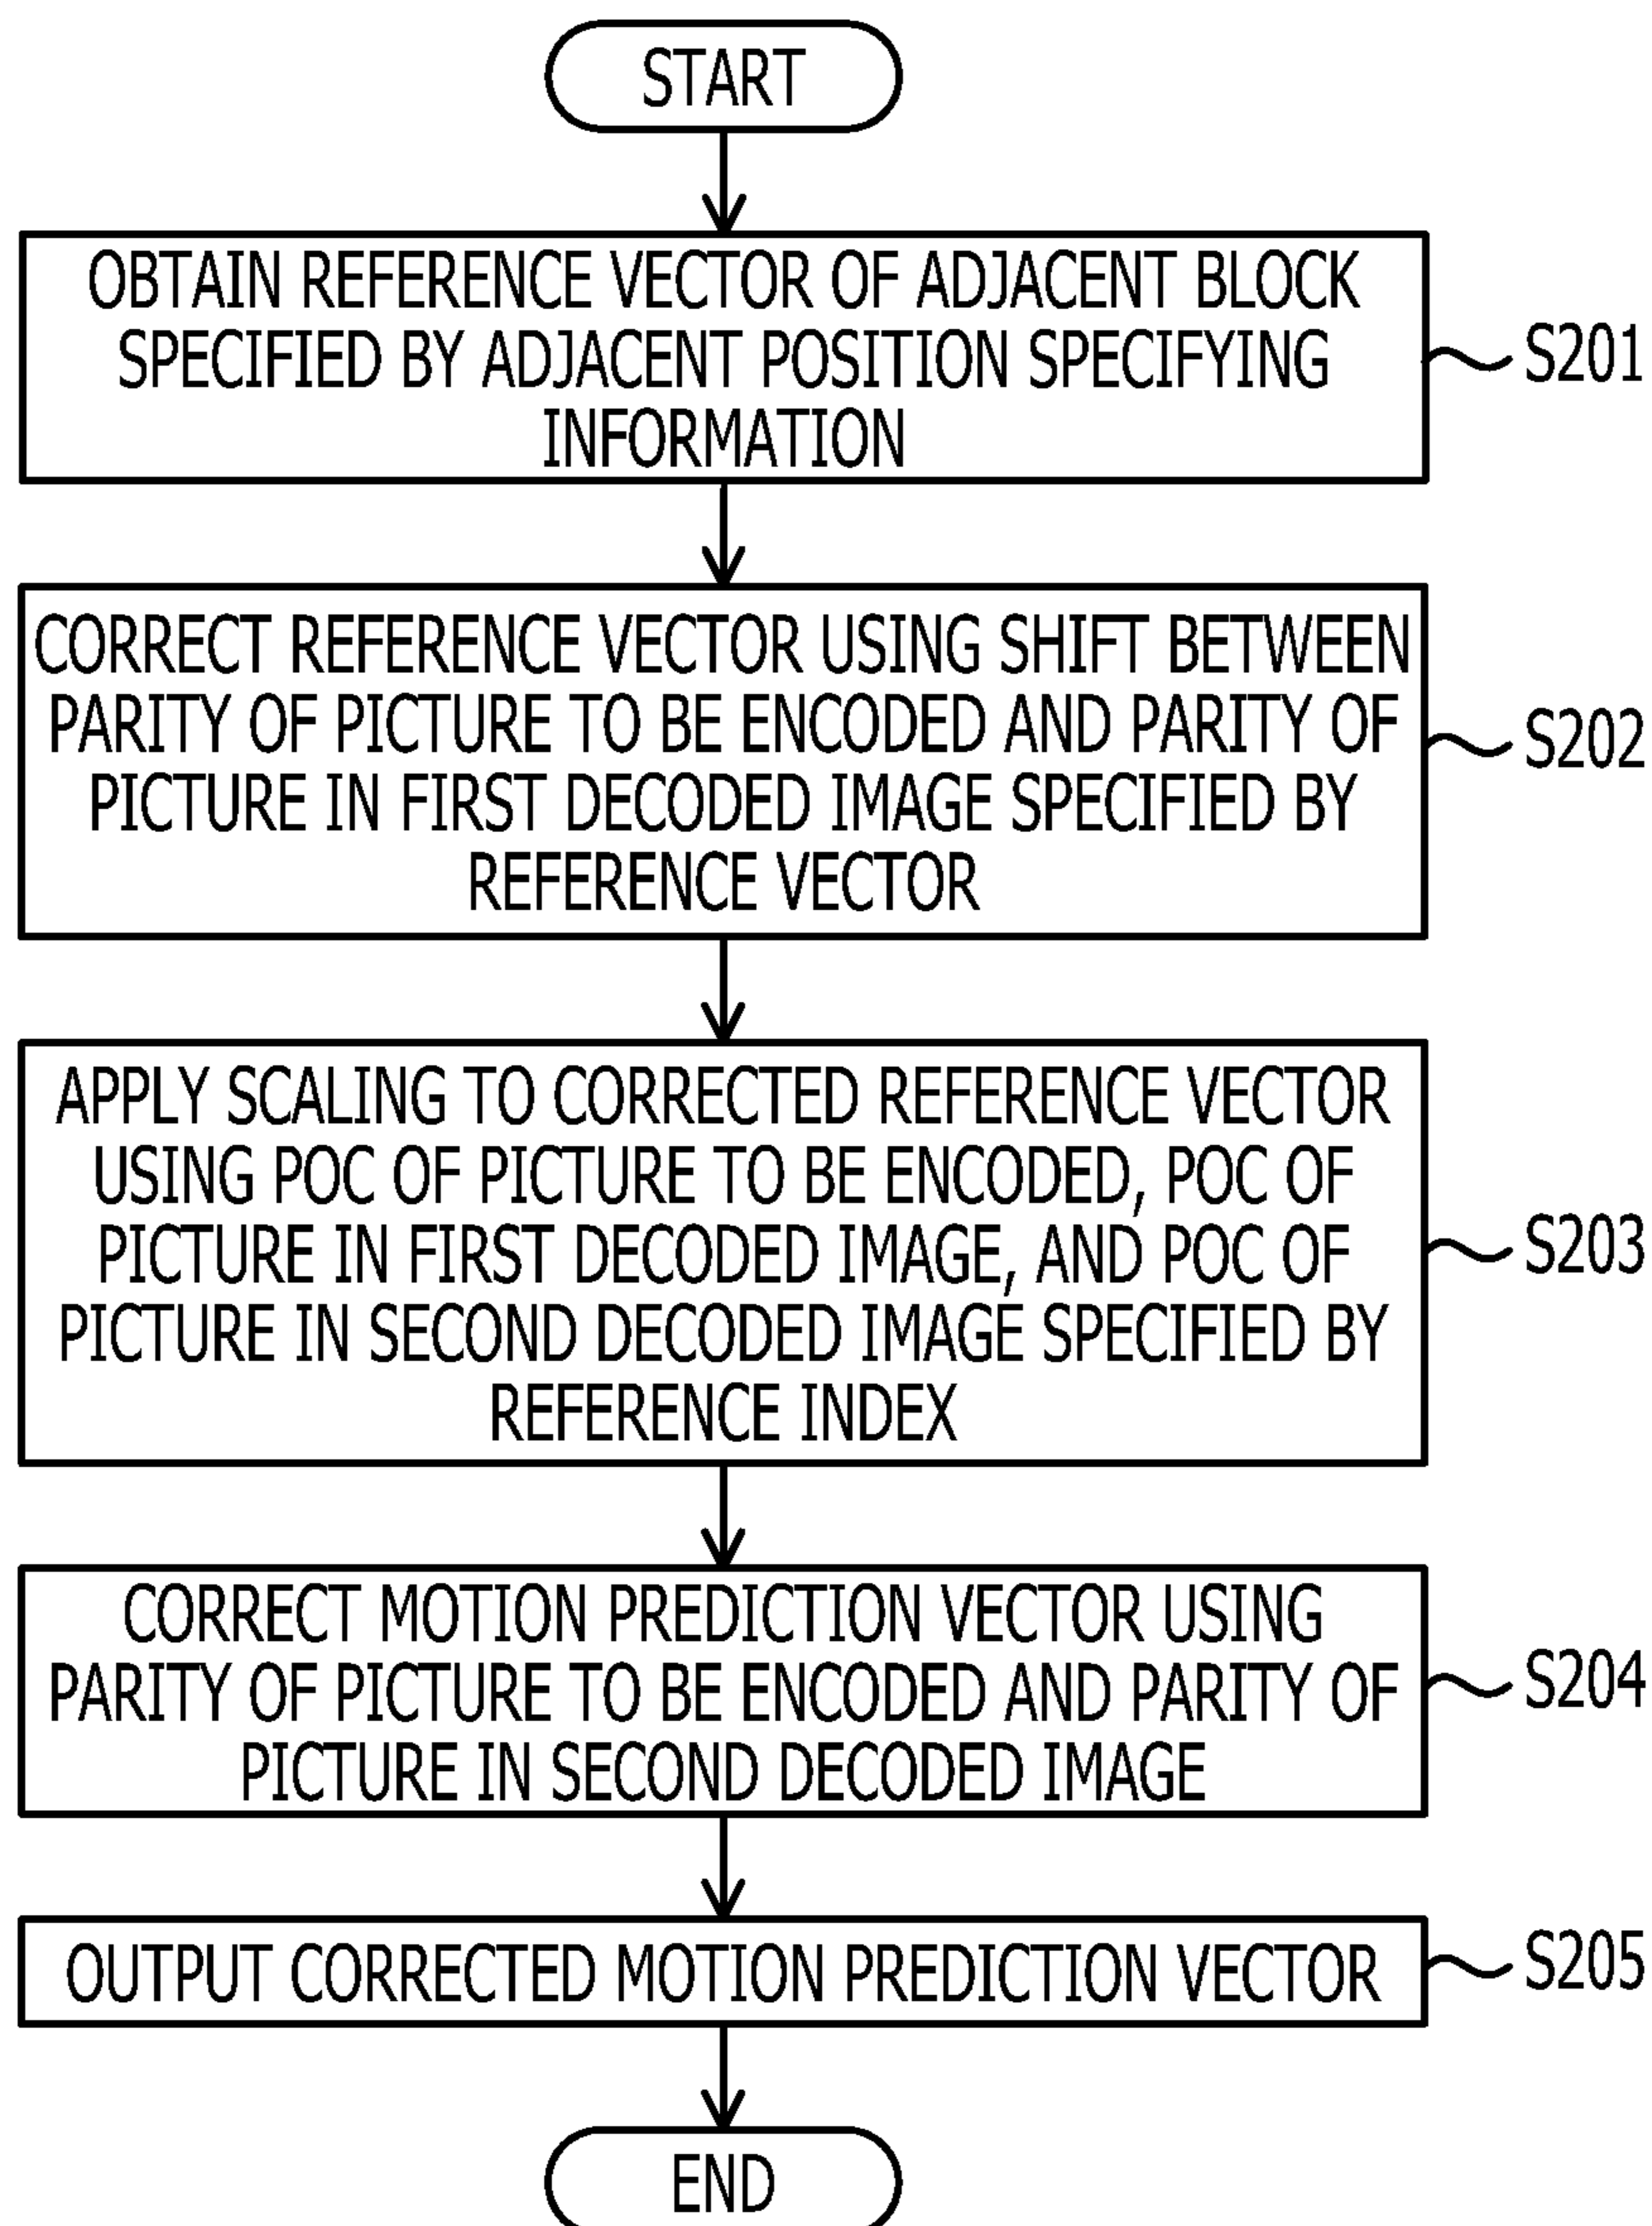 START
OBTAIN REFERENCE VECTOR OF ADJACENT BLOCK
SPECIFIED BY ADJACENT POSITION SPECIFYING
INFORMATION
S201
CORRECT REFERENCE VECTOR USING SHIFT BETWEEN
PARITY OF PICTURE TO BE ENCODED AND PARITY OF
PICTURE IN FIRST DECODED IMAGE SPECIFIED BY
REFERENCE VECTOR
S202
APPLY SCALING TO CORRECTED REFERENCE VECTOR
USING POC OF PICTURE TO BE ENCODED, POC OF
PICTURE IN FIRST DECODED IMAGE, AND POC OF
PICTURE IN SECOND DECODED IMAGE SPECIFIED BY
REFERENCE INDEX
S203
CORRECT MOTION PREDICTION VECTOR USING
PARITY OF PICTURE TO BE ENCODED AND PARITY OF
PICTURE IN SECOND DECODED IMAGE
S204
OUTPUT CORRECTED MOTION PREDICTION VECTOR
S205
END